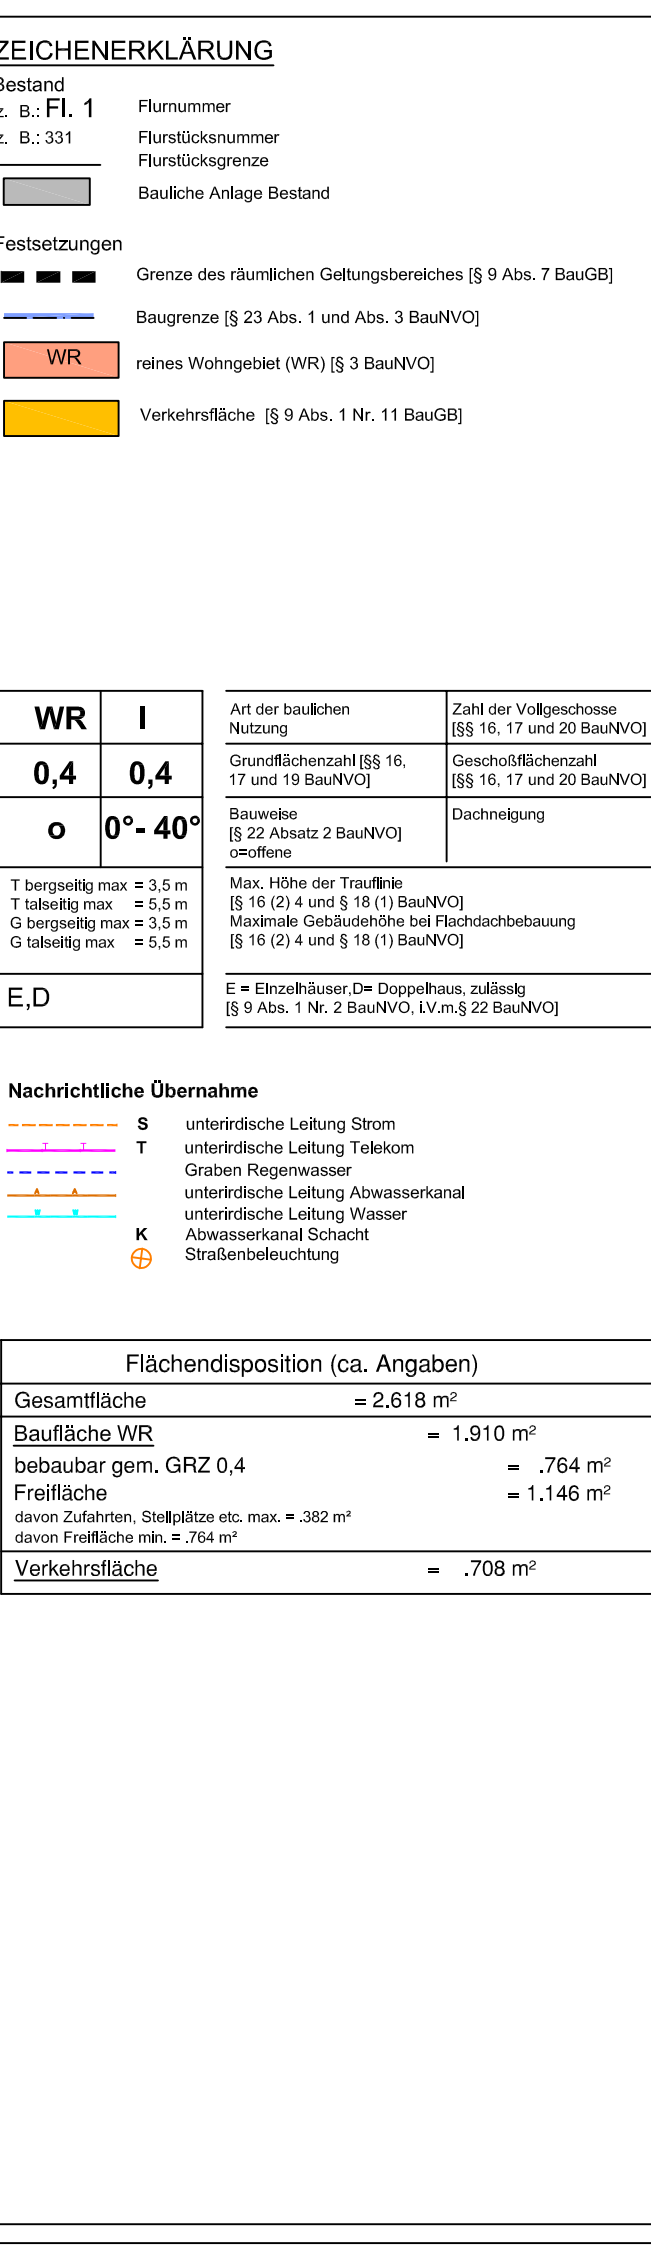 ZEICHENERKLÄRUNG
Bestand
z. B.: Fl. 1 Flurnummer
z. B.: 331 Flurstücksnummer
Flurstücksgrenze
Bauliche Anlage Bestand
Festsetzungen
Grenze des räumlichen Geltungsbereiches [§ 9 Abs. 7 BauGB]
Baugrenze [§ 23 Abs. 1 und Abs. 3 BauNVO]
WR reines Wohngebiet (WR) [§ 3 BauNVO]
Verkehrsfläche [§ 9 Abs. 1 Nr. 11 BauGB]
WR I
0,4 0,4
o 0°- 40°
T bergseitig max = 3,5 m
T talseitig max = 5,5 m
G bergseitig max = 3,5 m
G talseitig max = 5,5 m
E,D
Art der baulichen
Nutzung
Zahl der Vollgeschosse
[§§ 16, 17 und 20 BauNVO]
Grundflächenzahl [§§ 16,
17 und 19 BauNVO]
Geschoßflächenzahl
[§§ 16, 17 und 20 BauNVO]
Bauweise
[§ 22 Absatz 2 BauNVO]
o=offene
Dachneigung
Max. Höhe der Trauflinie
[§ 16 (2) 4 und § 18 (1) BauNVO]
Maximale Gebäudehöhe bei Flachdachbebauung
[§ 16 (2) 4 und § 18 (1) BauNVO]
E = EInzelhäuser,D= Doppelhaus, zulässig
[§ 9 Abs. 1 Nr. 2 BauNVO, i.V.m.§ 22 BauNVO]
Nachrichtliche Übernahme
S unterirdische Leitung Strom
T unterirdische Leitung Telekom
Graben Regenwasser
unterirdische Leitung Abwasserkanal
unterirdische Leitung Wasser
K Abwasserkanal Schacht
Straßenbeleuchtung
Flächendisposition (ca. Angaben)
Gesamtfläche = 2.618 m²
Baufläche WR = 1.910 m²
bebaubar gem. GRZ 0,4 = .764 m²
Freifläche = 1.146 m²
davon Zufahrten, Stellplätze etc. max. = .382 m²
davon Freifläche min. = .764 m²
Verkehrsfläche = .708 m²